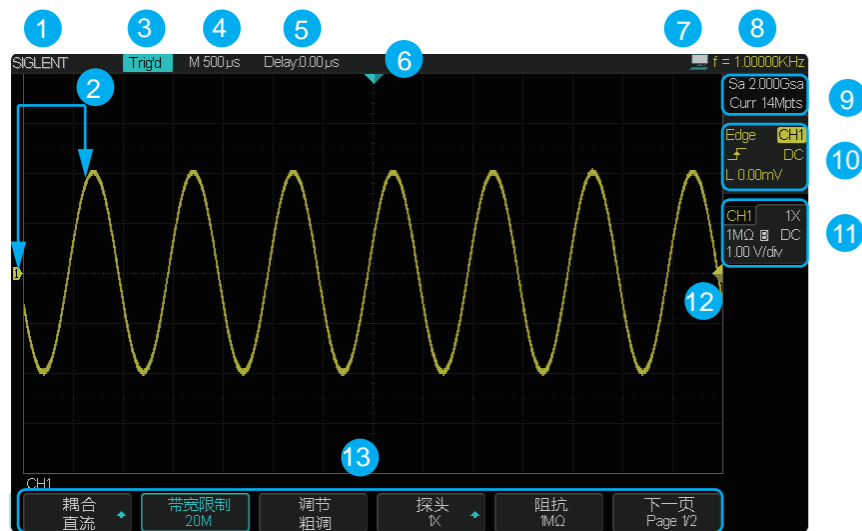 1 3 4 5 7 8
SIGLENT Trig'd M 500µs Delay:0.00µs f = 1.00000KHz
6
2
Sa 2.000Gsa
Curr 14Mpts
9
Edge CH1
DC
L 0.00mV
10
CH1 1X
1MΩ B DC
1.00 V/div
11
1
12
13
CH1
耦合 带宽限制 调节 探头 阻抗 下一页
直流 20M 粗调 1X 1MΩ Page 1/2